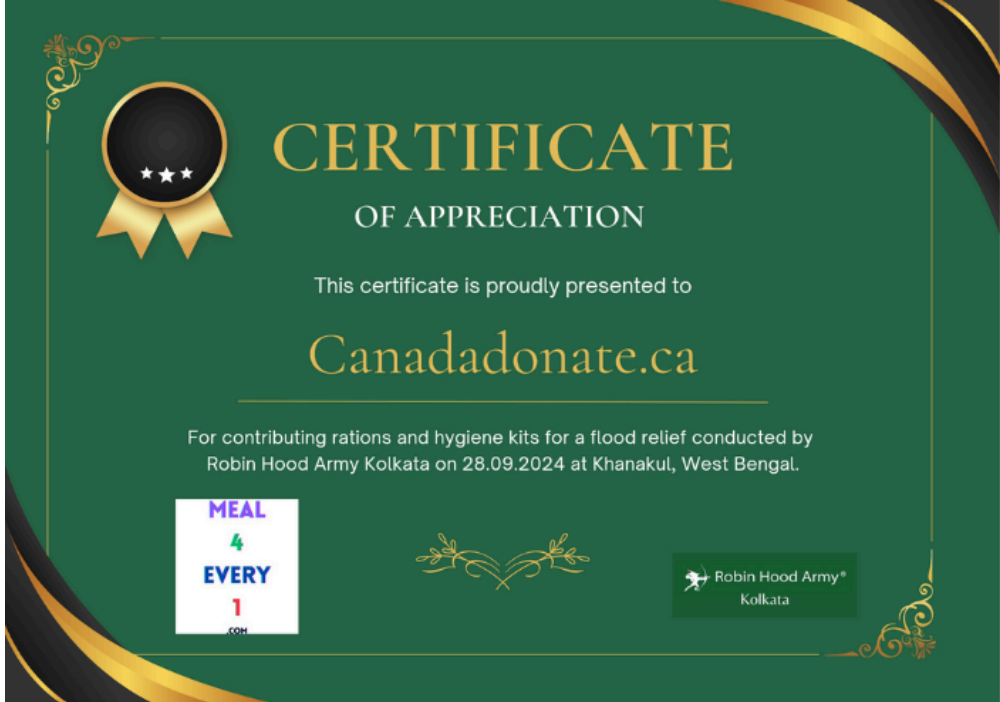 CERTIFICATE
OF APPRECIATION
This certificate is proudly presented to
Canadadonate.ca
For contributing rations and hygiene kits for a flood relief conducted by
Robin Hood Army Kolkata on 28.09.2024 at Khanakul, West Bengal.
MEAL
4
EVERY
1
.COM
Robin Hood Army®
Kolkata